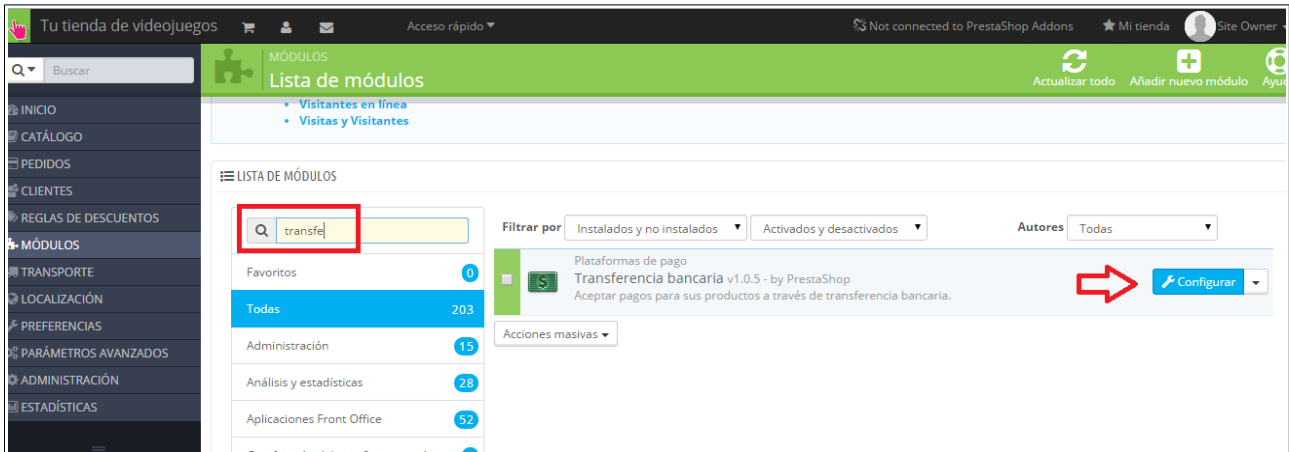 Tu tienda de videojuegos Acceso rápido Not connected to PrestaShop Addons Mi tienda Site Owner
Buscar
MÓDULOS
Lista de módulos
Actualizar todo Añadir nuevo módulo
INICIO
CATÁLOGO
PEDIDOS
CLIENTES
REGLAS DE DESCUENTOS
MÓDULOS
TRANSPORTE
LOCALIZACIÓN
PREFERENCIAS
PARÁMETROS AVANZADOS
ADMINISTRACIÓN
ESTADÍSTICAS
• Visitantes en línea
• Visitas y Visitantes
LISTA DE MÓDULOS
transfe
Favoritos 0
Todas 203
Administración 15
Análisis y estadísticas 28
Aplicaciones Front Office 52
Filtrar por Instalados y no instalados Activados y desactivados Autores Todas
Plataformas de pago
Transferencia bancaria v1.0.5 - by PrestaShop
Aceptar pagos para sus productos a través de transferencia bancaria.
Configurar
Acciones masivas